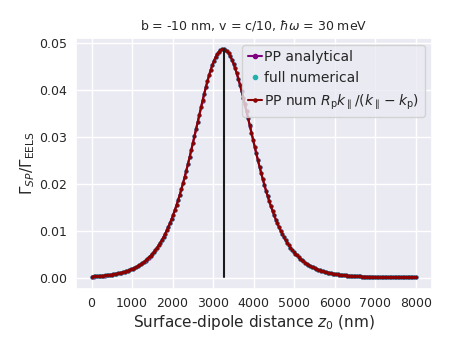 b = -10 nm, v = c/10, ℏω = 30 meV
0.05
0.04
0.03
0.02
0.01
0.00
Γ_SP/Γ_EELS
PP analytical
full numerical
PP num R_p k_∥/(k_∥ − k_p)
0 1000 2000 3000 4000 5000 6000 7000 8000
Surface-dipole distance z_0 (nm)